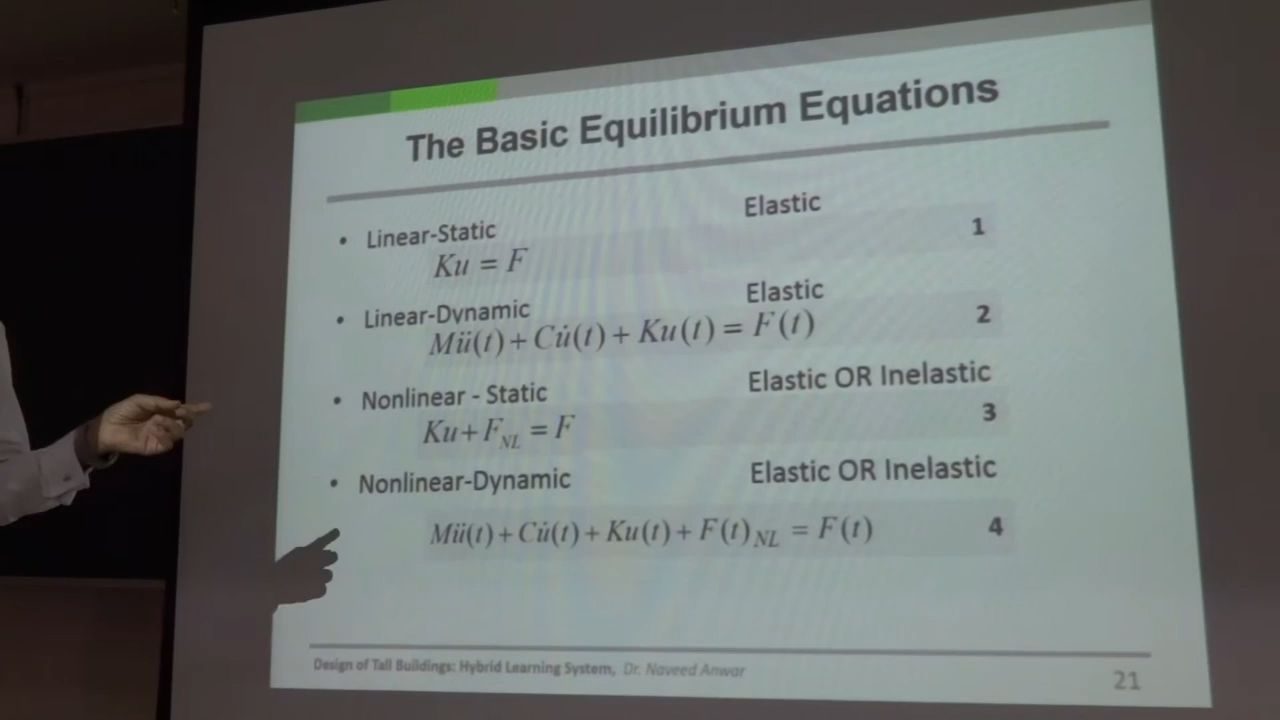 The Basic Equilibrium Equations
• Linear-Static Elastic
Ku = F 1
• Linear-Dynamic Elastic
Mü(t) + Cu̇(t) + Ku(t) = F(t) 2
• Nonlinear - Static Elastic OR Inelastic
Ku + F_NL = F 3
• Nonlinear-Dynamic Elastic OR Inelastic
Mü(t) + Cu̇(t) + Ku(t) + F(t)_NL = F(t) 4
Design of Tall Buildings: Hybrid Learning System, Dr. Naveed Anwar 21